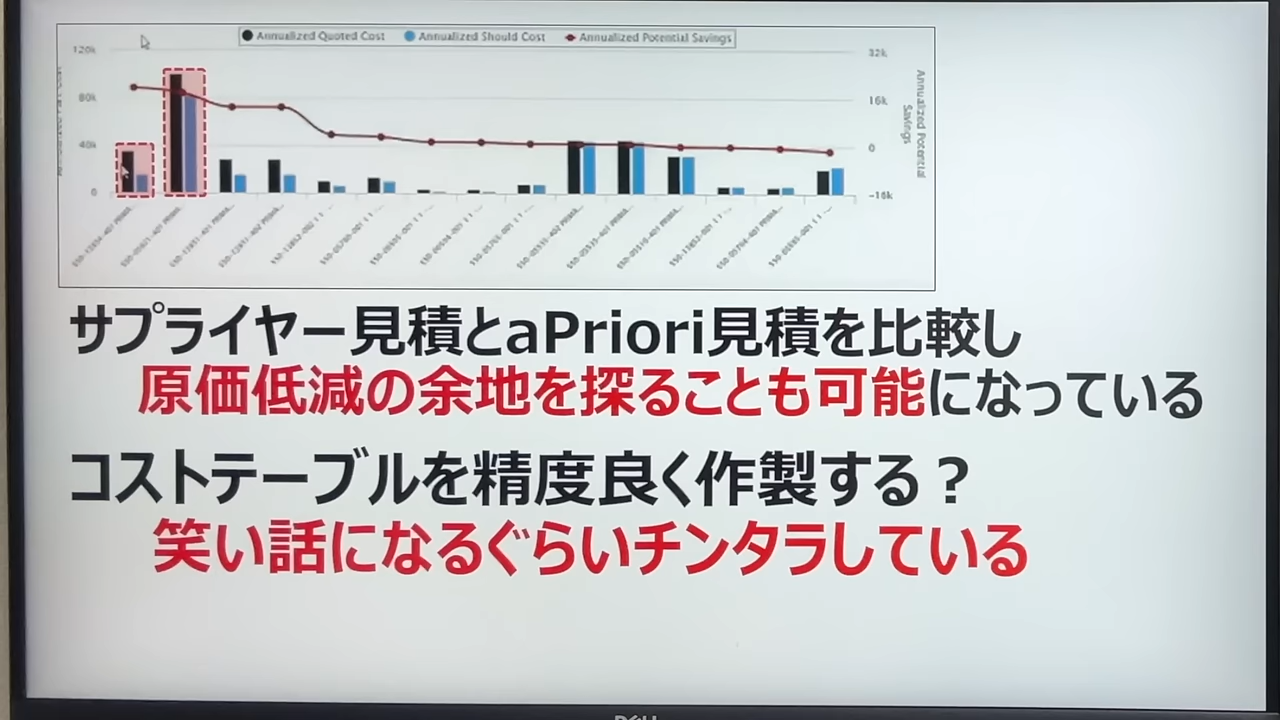 Annualized Quoted Cost Annualized Should Cost Annualized Potential Savings
120k
80k
40k
0
32k
16k
0
-16k
Annualized Potential
Savings
サプライヤー見積とaPriori見積を比較し
原価低減の余地を探ることも可能になっている
コストテーブルを精度良く作製する？
笑い話になるぐらいチンタラしている